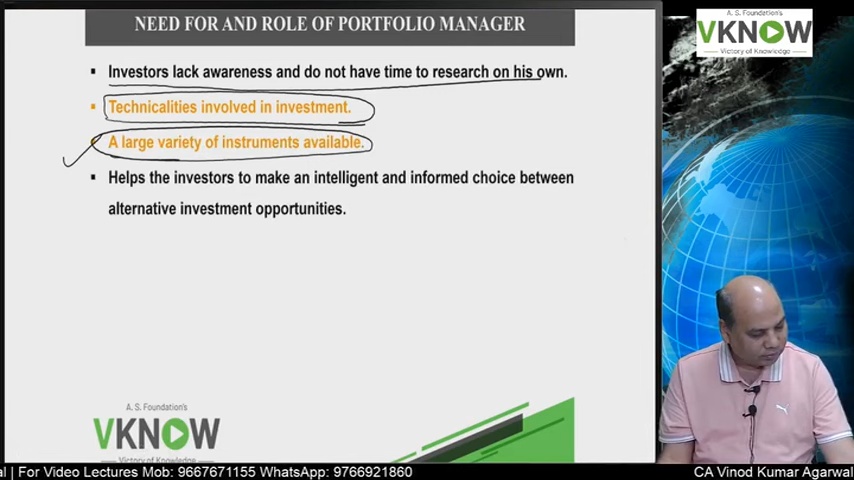 NEED FOR AND ROLE OF PORTFOLIO MANAGER
A. S. Foundation's
VKNOW
Victory of Knowledge
▪ Investors lack awareness and do not have time to research on his own.
▪ Technicalities involved in investment.
A large variety of instruments available.
▪ Helps the investors to make an intelligent and informed choice between
alternative investment opportunities.
A. S. Foundation's
VKNOW
Victory of Knowledge
al | For Video Lectures Mob: 9667671155 WhatsApp: 9766921860
CA Vinod Kumar Agarwal